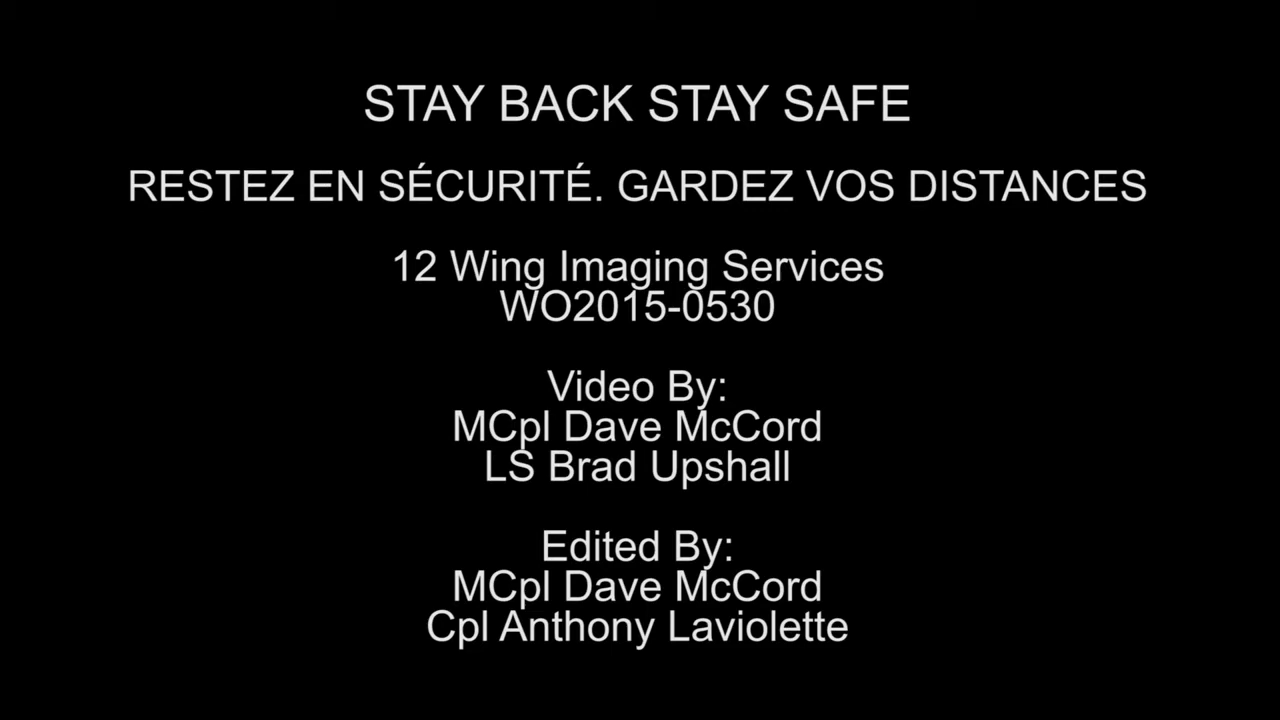 STAY BACK STAY SAFE
RESTEZ EN SÉCURITÉ. GARDEZ VOS DISTANCES
12 Wing Imaging Services
WO2015-0530
Video By:
MCpl Dave McCord
LS Brad Upshall
Edited By:
MCpl Dave McCord
Cpl Anthony Laviolette